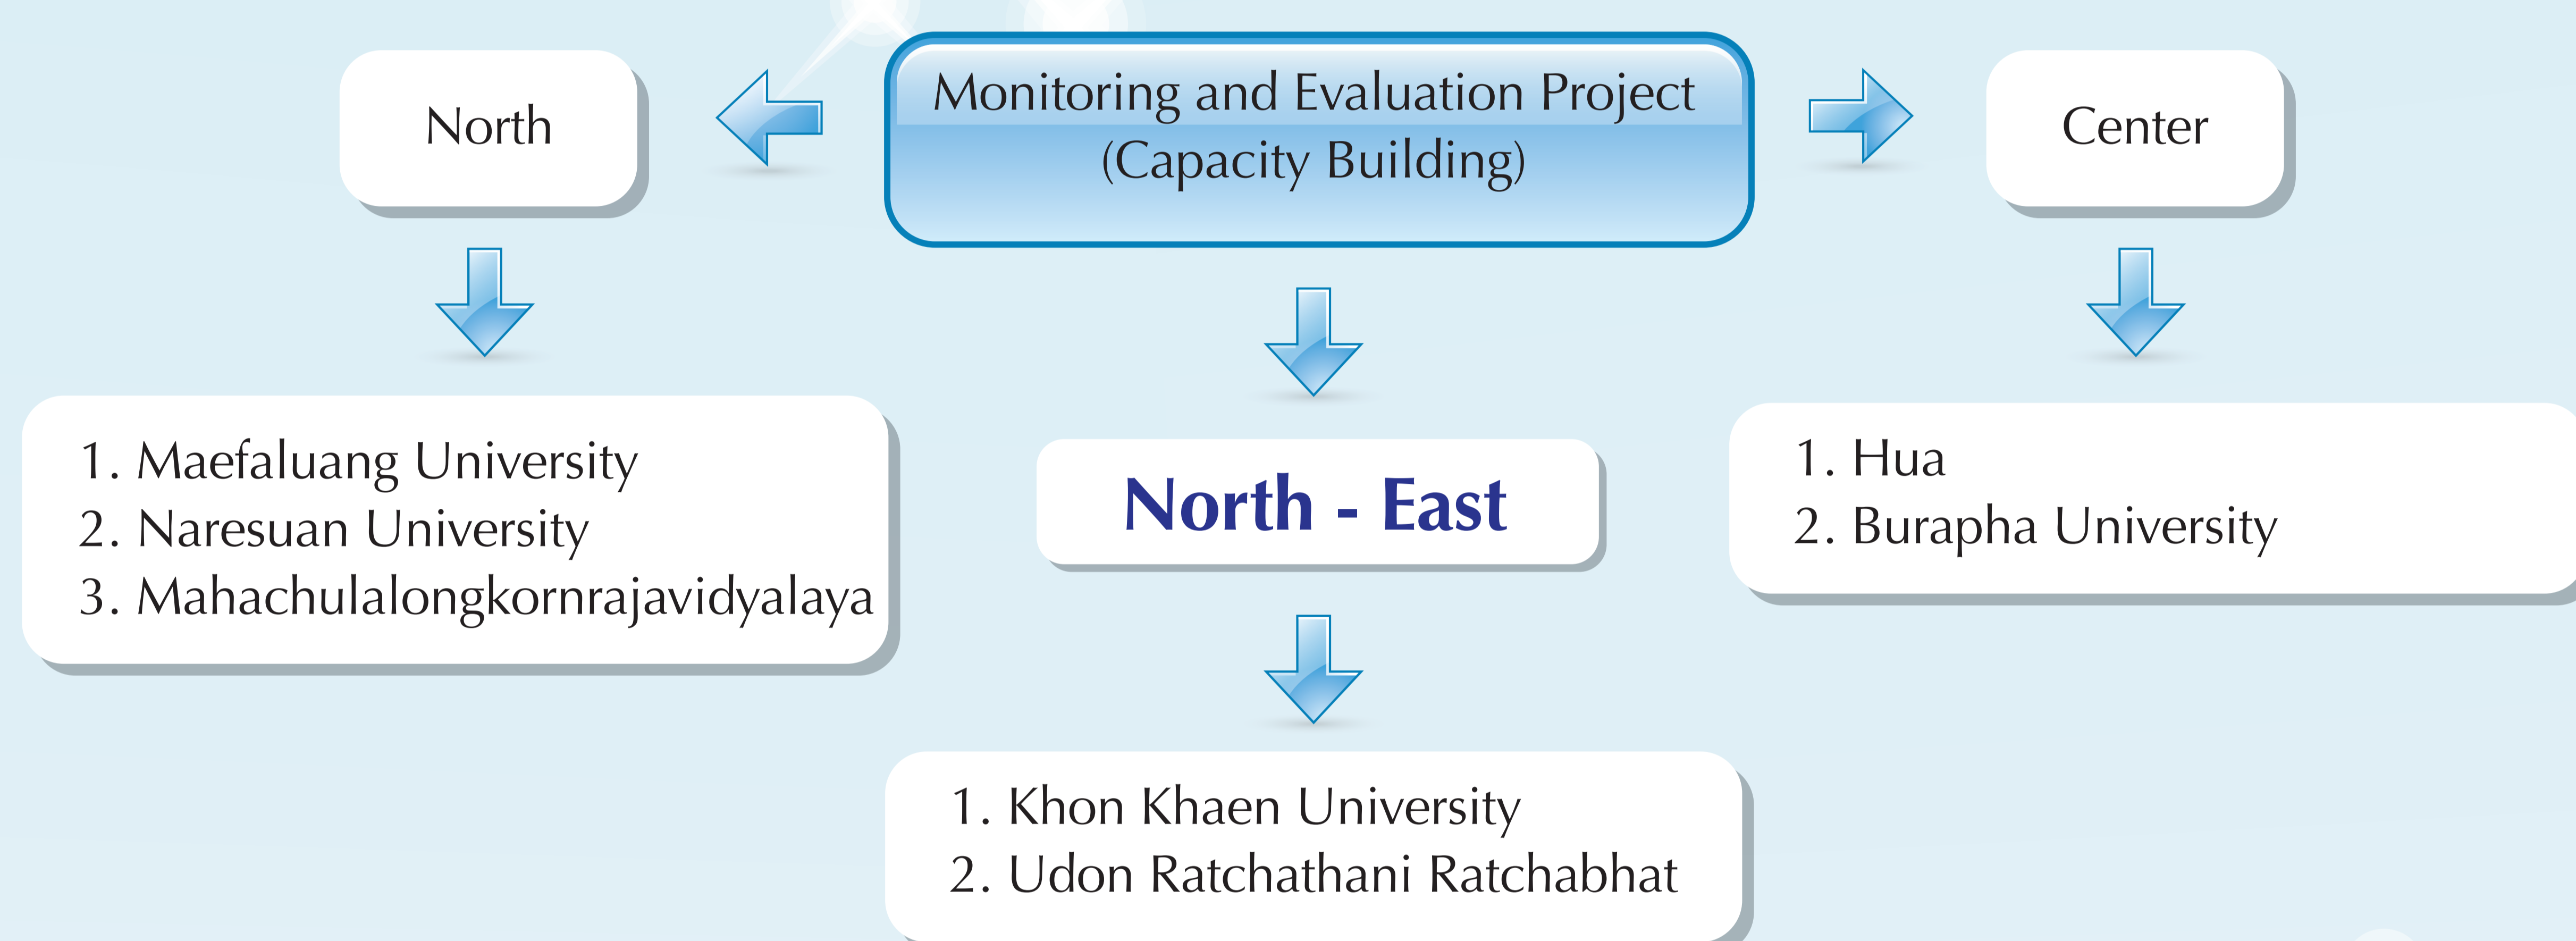 Monitoring and Evaluation Project
(Capacity Building)
North
Center
1. Maefaluang University
2. Naresuan University
3. Mahachulalongkornrajavidyalaya
North - East
1. Hua
2. Burapha University
1. Khon Khaen University
2. Udon Ratchathani Ratchabhat